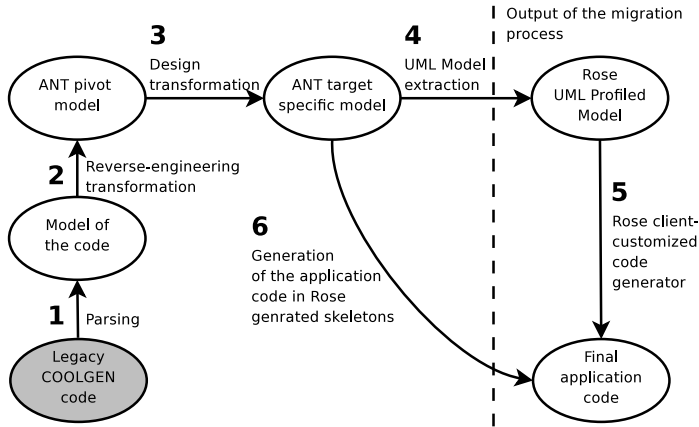 Output of the migration
process
3
Design
transformation
4
UML Model
extraction
ANT pivot
model
ANT target
specific model
Rose
UML Profiled
Model
2
Reverse-engineering
transformation
5
Rose client-
customized
code
generator
6
Generation
of the application
code in Rose
genrated skeletons
Model of
the code
1
Parsing
Legacy
COOLGEN
code
Final
application
code